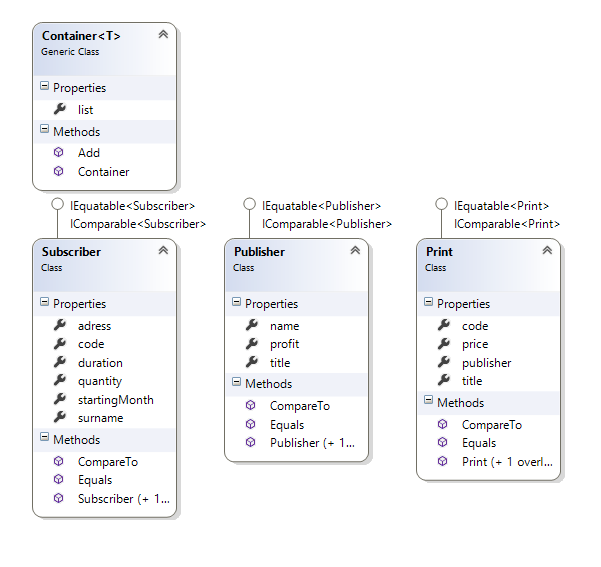 Container<T>
Generic Class
Properties
list
Methods
Add
Container
IEquatable<Subscriber>
IComparable<Subscriber>
Subscriber
Class
Properties
adress
code
duration
quantity
startingMonth
surname
Methods
CompareTo
Equals
Subscriber (+ 1...
IEquatable<Publisher>
IComparable<Publisher>
Publisher
Class
Properties
name
profit
title
Methods
CompareTo
Equals
Publisher (+ 1...
IEquatable<Print>
IComparable<Print>
Print
Class
Properties
code
price
publisher
title
Methods
CompareTo
Equals
Print (+ 1 overl...